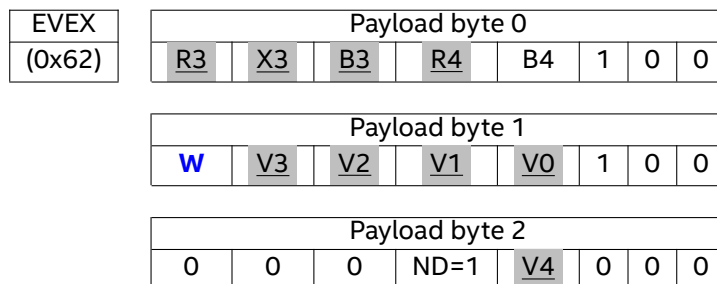 EVEX Payload byte 0
(0x62) R3 X3 B3 R4 B4 1 0 0
Payload byte 1
W V3 V2 V1 V0 1 0 0
Payload byte 2
0 0 0 ND=1 V4 0 0 0